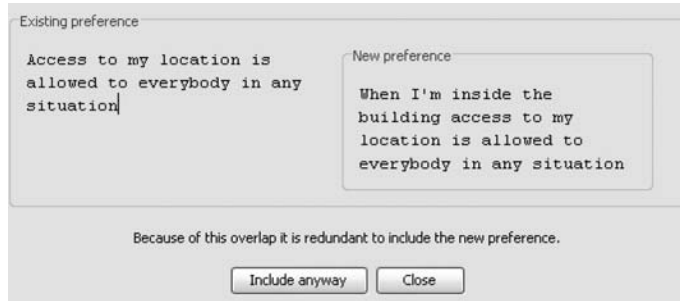 Existing preference
Access to my location is
allowed to everybody in any
situation
New preference
When I'm inside the
building access to my
location is allowed to
everybody in any situation
Because of this overlap it is redundant to include the new preference.
Include anyway
Close